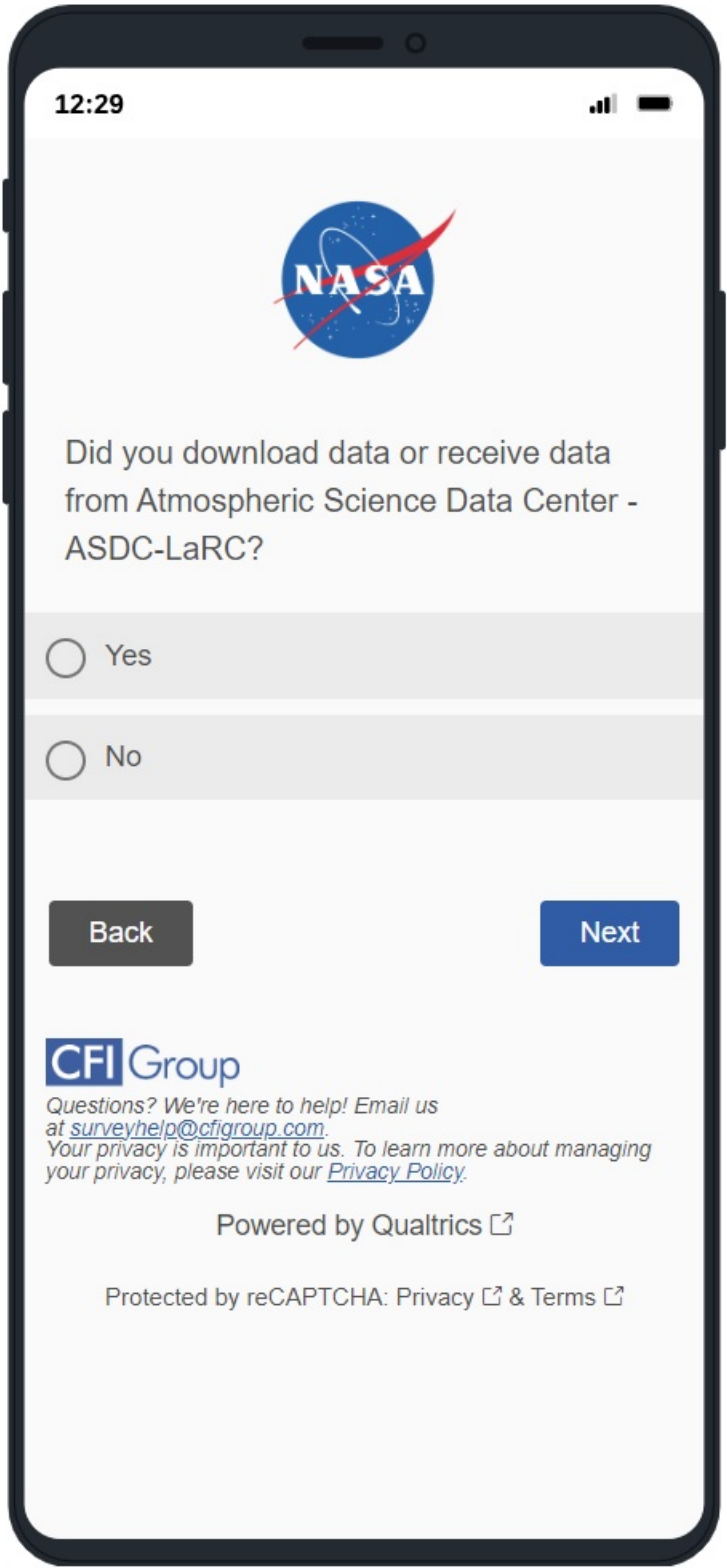 12:29
NASA
Did you download data or receive data
from Atmospheric Science Data Center -
ASDC-LaRC?
Yes
No
Back
Next
CFI Group
Questions? We're here to help! Email us
at surveyhelp@cfigroup.com.
Your privacy is important to us. To learn more about managing
your privacy, please visit our Privacy Policy.
Powered by Qualtrics
Protected by reCAPTCHA: Privacy & Terms